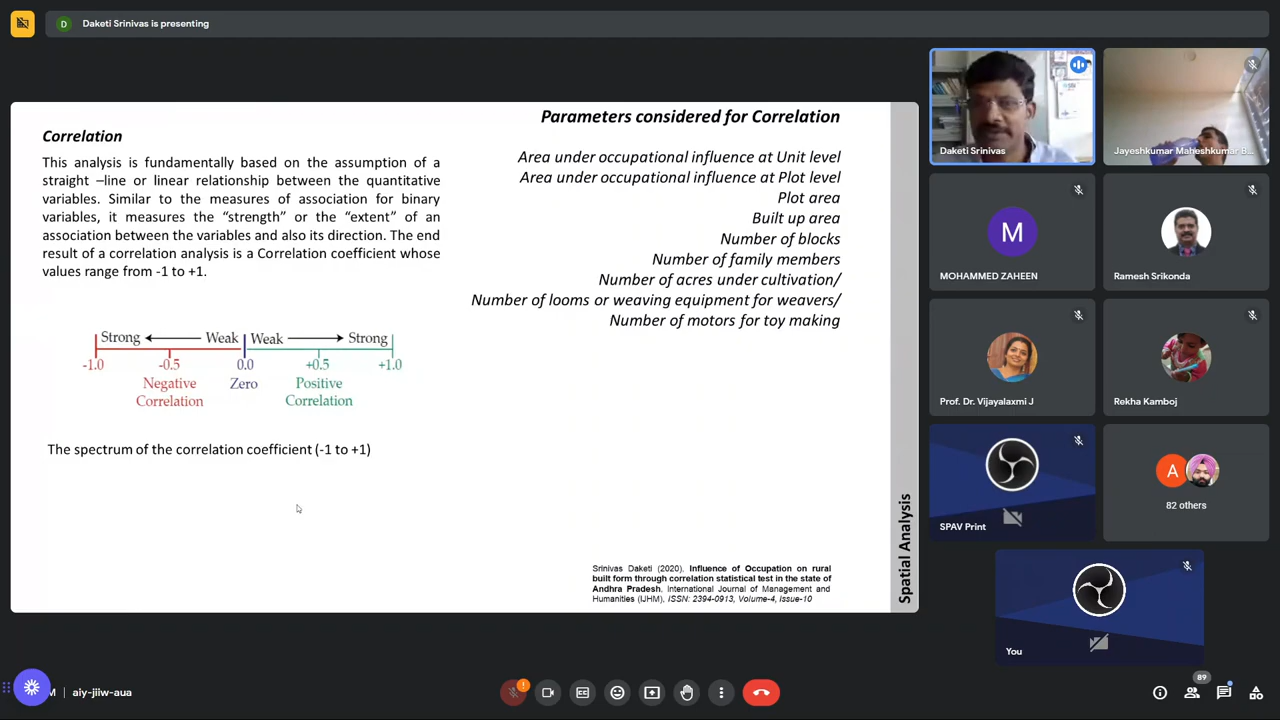 Daketi Srinivas is presenting
D
Correlation
This analysis is fundamentally based on the assumption of a
straight –line or linear relationship between the quantitative
variables. Similar to the measures of association for binary
variables, it measures the “strength” or the “extent” of an
association between the variables and also its direction. The end
result of a correlation analysis is a Correlation coefficient whose
values range from -1 to +1.
Strong Weak Weak Strong
-1.0 -0.5 0.0 +0.5 +1.0
Negative Zero Positive
Correlation Correlation
The spectrum of the correlation coefficient (-1 to +1)
Parameters considered for Correlation
Area under occupational influence at Unit level
Area under occupational influence at Plot level
Plot area
Built up area
Number of blocks
Number of family members
Number of acres under cultivation/
Number of looms or weaving equipment for weavers/
Number of motors for toy making
Srinivas Daketi (2020). Influence of Occupation on rural
built form through correlation statistical test in the state of
Andhra Pradesh, International Journal of Management and
Humanities (IJHM), ISSN: 2394-0913, Volume-4, Issue-10
Spatial Analysis
Daketi Srinivas
Jayeshkumar Maheshkumar B...
M
MOHAMMED ZAHEEN
Ramesh Srikonda
Prof. Dr. Vijayalaxmi J
Rekha Kamboj
SPAV Print
A
82 others
You
M
aiy-jiiw-aua
89